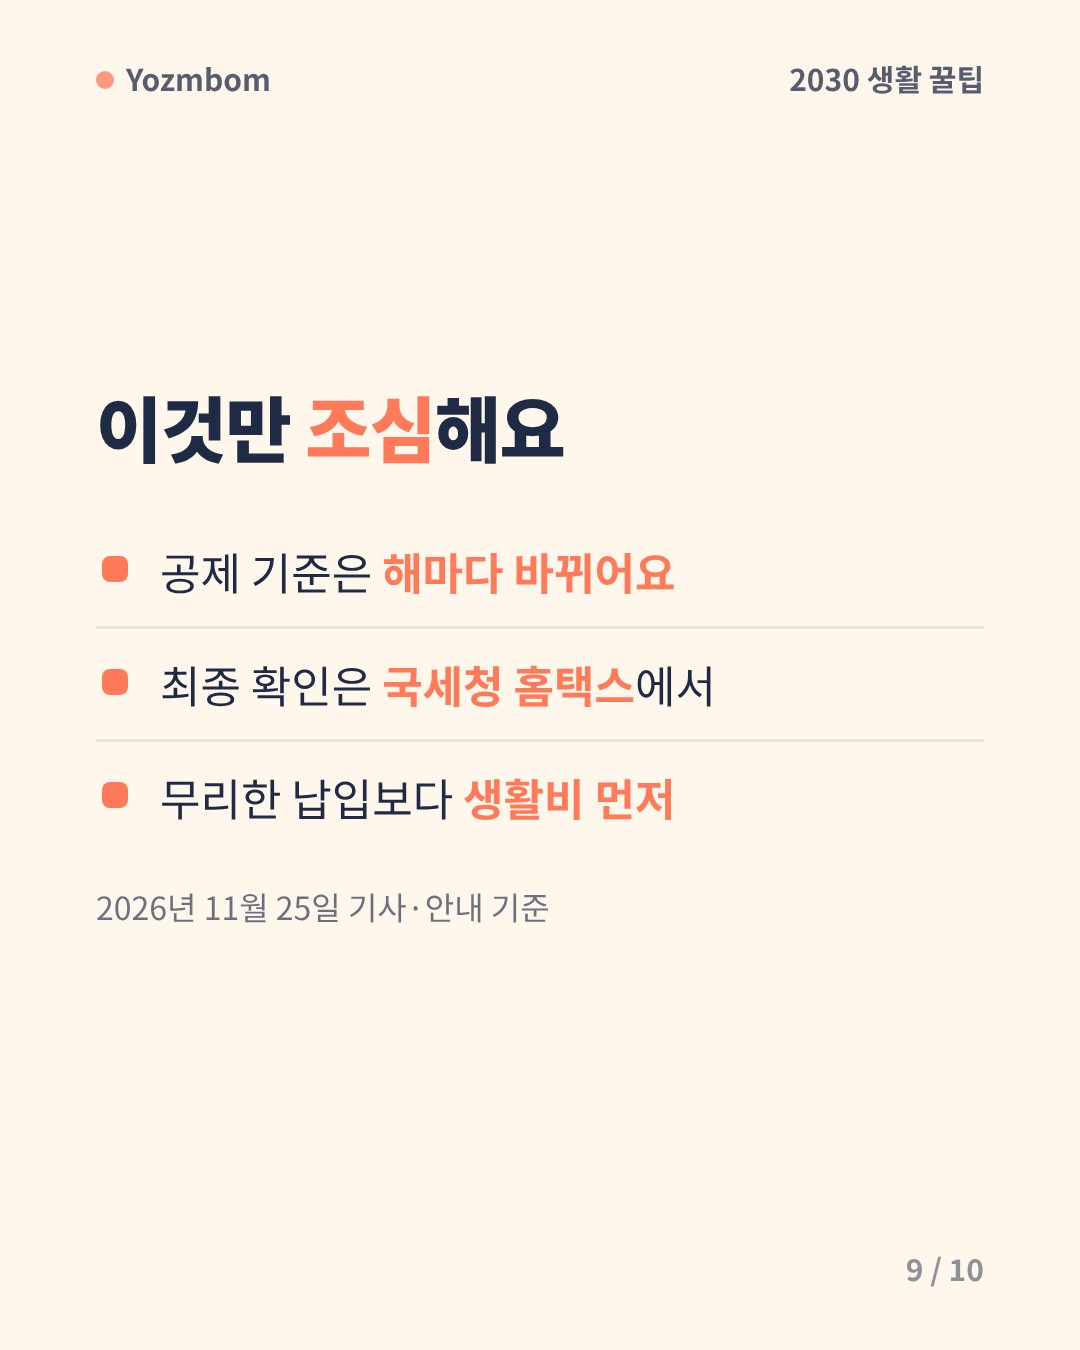 Yozmbom
2030 생활 꿀팁
이것만 조심해요
공제 기준은 해마다 바뀌어요
최종 확인은 국세청 홈택스에서
무리한 납입보다 생활비 먼저
2026년 11월 25일 기사·안내 기준
9 / 10